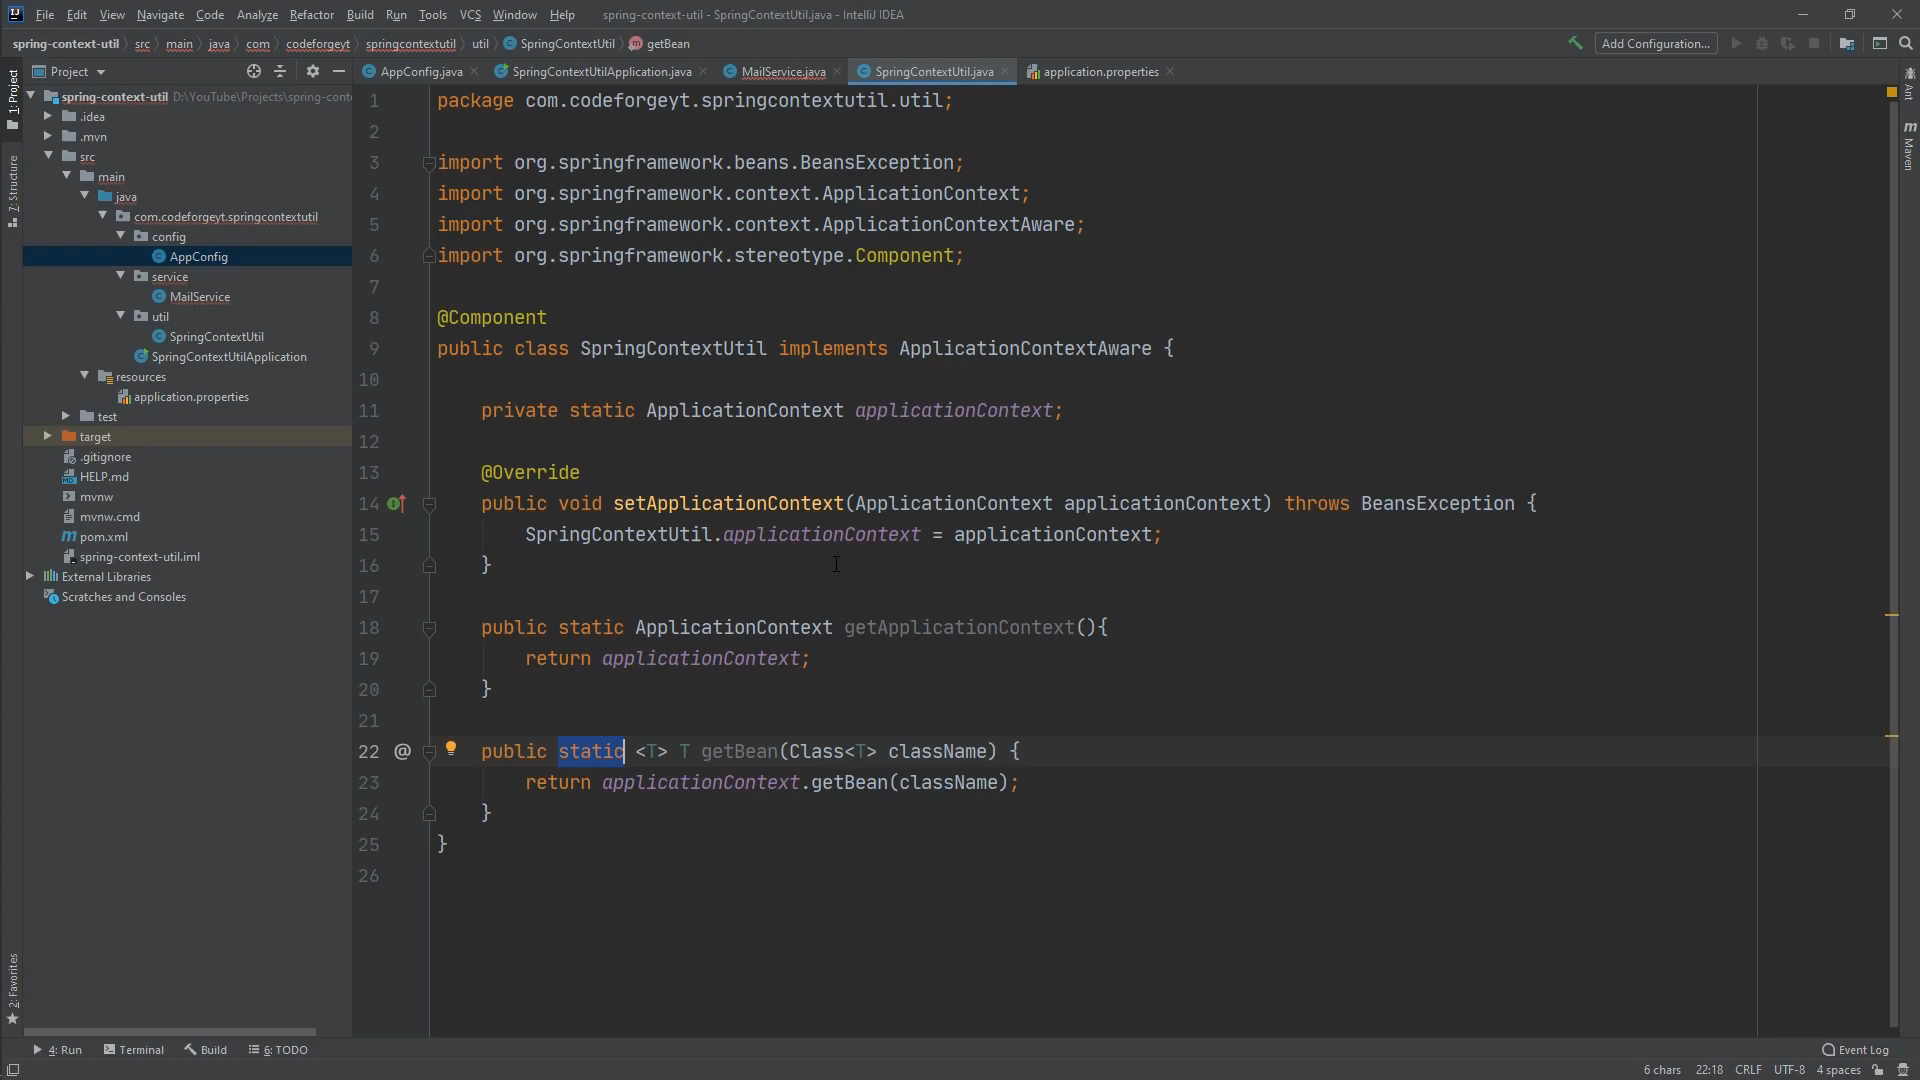 File Edit View Navigate Code Analyze Refactor Build Run Tools VCS Window Help spring-context-util - SpringContextUtil.java - IntelliJ IDEA
spring-context-util src main java com codeforgeyt springcontextutil util SpringContextUtil getBean Add Configuration...
Project AppConfig.java SpringContextUtilApplication.java MailService.java SpringContextUtil.java application.properties
spring-context-util D:\YouTube\Projects\spring-cont
.idea
.mvn
src
main
java
com.codeforgeyt.springcontextutil
config
AppConfig
service
MailService
util
SpringContextUtil
SpringContextUtilApplication
resources
application.properties
test
target
.gitignore
HELP.md
mvnw
mvnw.cmd
pom.xml
spring-context-util.iml
External Libraries
Scratches and Consoles
1: Project
7: Structure
2: Favorites
1 package com.codeforgeyt.springcontextutil.util;
2
3 import org.springframework.beans.BeansException;
4 import org.springframework.context.ApplicationContext;
5 import org.springframework.context.ApplicationContextAware;
6 import org.springframework.stereotype.Component;
7
8 @Component
9 public class SpringContextUtil implements ApplicationContextAware {
10
11 private static ApplicationContext applicationContext;
12
13 @Override
14 public void setApplicationContext(ApplicationContext applicationContext) throws BeansException {
15 SpringContextUtil.applicationContext = applicationContext;
16 }
17
18 public static ApplicationContext getApplicationContext(){
19 return applicationContext;
20 }
21
22 @ public static <T> T getBean(Class<T> className) {
23 return applicationContext.getBean(className);
24 }
25 }
26
Ant
Maven
4: Run Terminal Build 6: TODO Event Log
6 chars 22:18 CRLF UTF-8 4 spaces